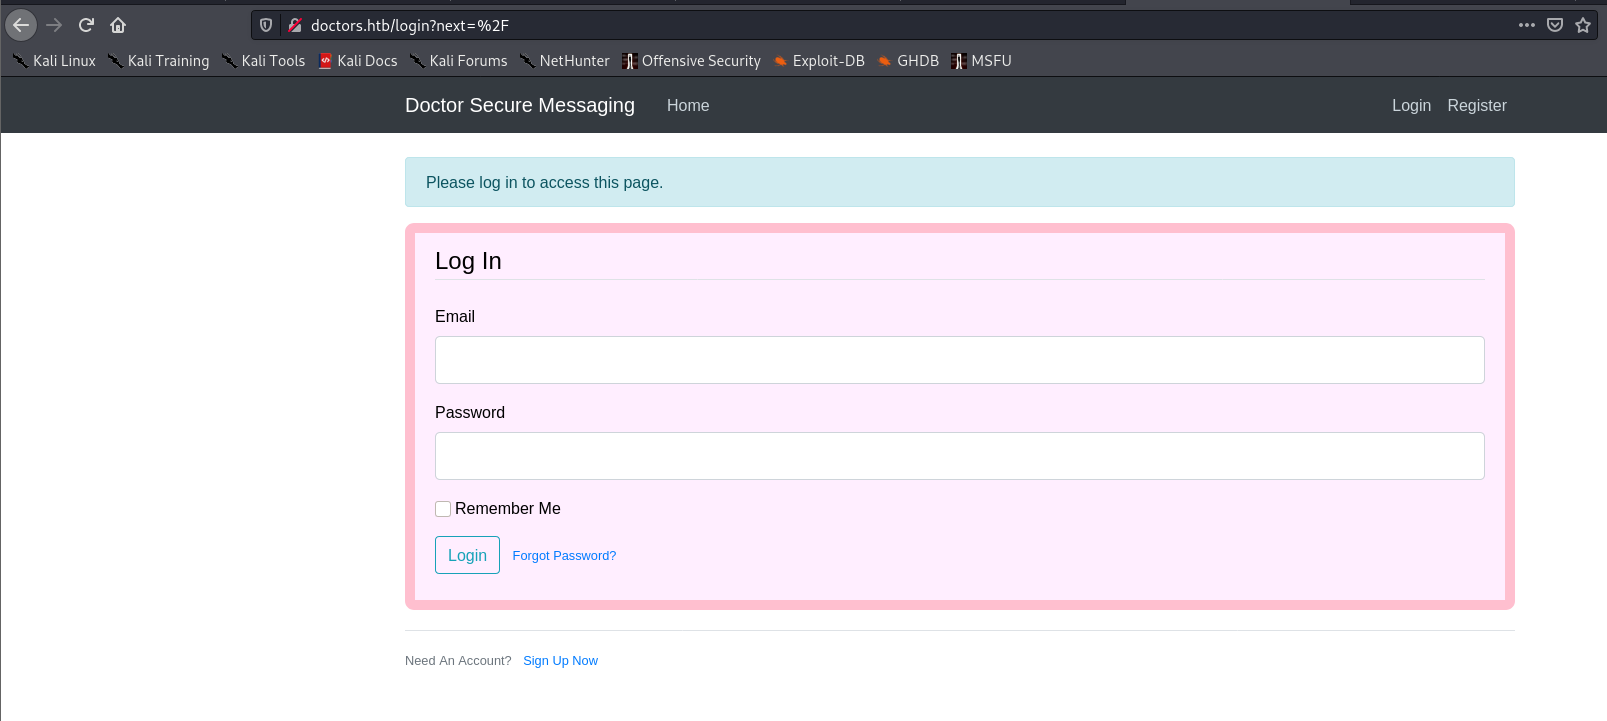 doctors.htb/login?next=%2F
Kali Linux Kali Training Kali Tools Kali Docs Kali Forums NetHunter Offensive Security Exploit-DB GHDB MSFU
Doctor Secure Messaging Home Login Register
Please log in to access this page.
Log In
Email
Password
Remember Me
Login Forgot Password?
Need An Account? Sign Up Now